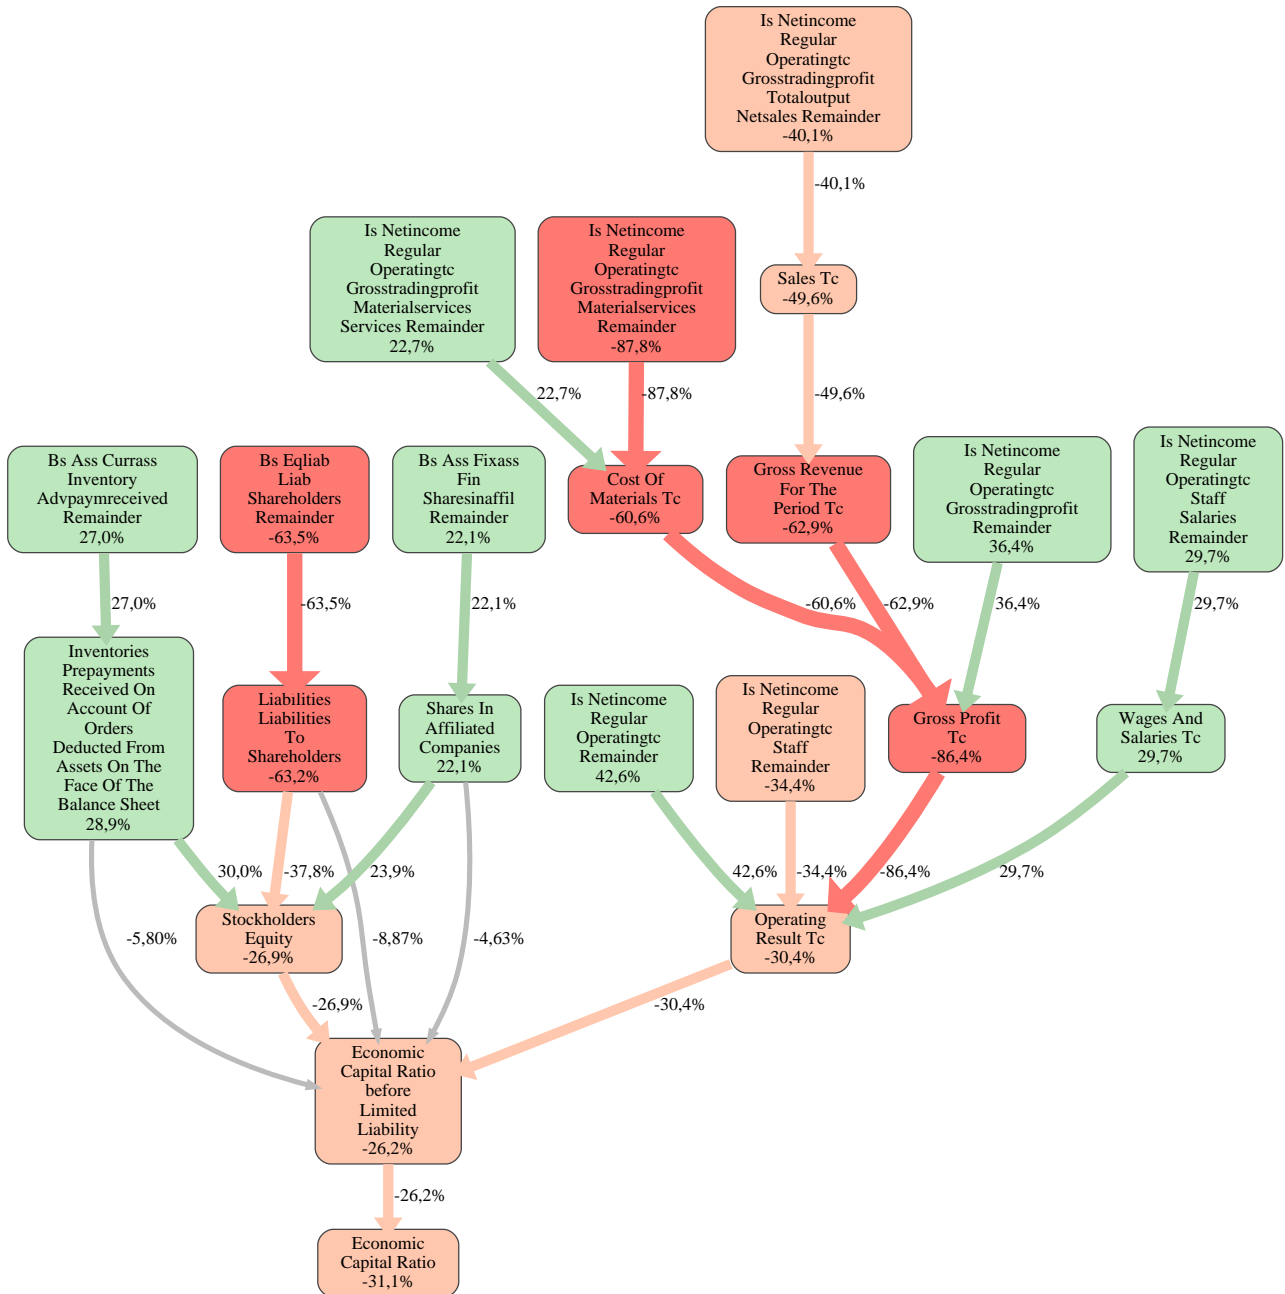 Is Netincome
Regular
Operatingtc
Grosstradingprofit
Totaloutput
Netsales Remainder
-40,1%
-40,1%
Is Netincome
Regular
Operatingtc
Grosstradingprofit
Materialservices
Services Remainder
22,7%
Is Netincome
Regular
Operatingtc
Grosstradingprofit
Materialservices
Remainder
-87,8%
Sales Tc
-49,6%
22,7%
-87,8%
-49,6%
Bs Ass Currass
Inventory
Advpaymreceived
Remainder
27,0%
Bs Eqliab
Liab
Shareholders
Remainder
-63,5%
Bs Ass Fixass
Fin
Sharesinaffil
Remainder
22,1%
Cost Of
Materials Tc
-60,6%
Gross Revenue
For The
Period Tc
-62,9%
Is Netincome
Regular
Operatingtc
Grosstradingprofit
Remainder
36,4%
Is Netincome
Regular
Operatingtc
Staff
Salaries
Remainder
29,7%
27,0%
-63,5%
22,1%
-60,6%
-62,9%
36,4%
29,7%
Inventories
Prepayments
Received On
Account Of
Orders
Deducted From
Assets On The
Face Of The
Balance Sheet
28,9%
Liabilities
Liabilities
To
Shareholders
-63,2%
Shares In
Affiliated
Companies
22,1%
Is Netincome
Regular
Operatingtc
Remainder
42,6%
Is Netincome
Regular
Operatingtc
Staff
Remainder
-34,4%
Gross Profit
Tc
-86,4%
Wages And
Salaries Tc
29,7%
30,0%
-37,8%
23,9%
42,6%
-34,4%
-86,4%
29,7%
Stockholders
Equity
-26,9%
Operating
Result Tc
-30,4%
-5,80%
-8,87%
-4,63%
-26,9%
-30,4%
Economic
Capital Ratio
before
Limited
Liability
-26,2%
-26,2%
Economic
Capital Ratio
-31,1%